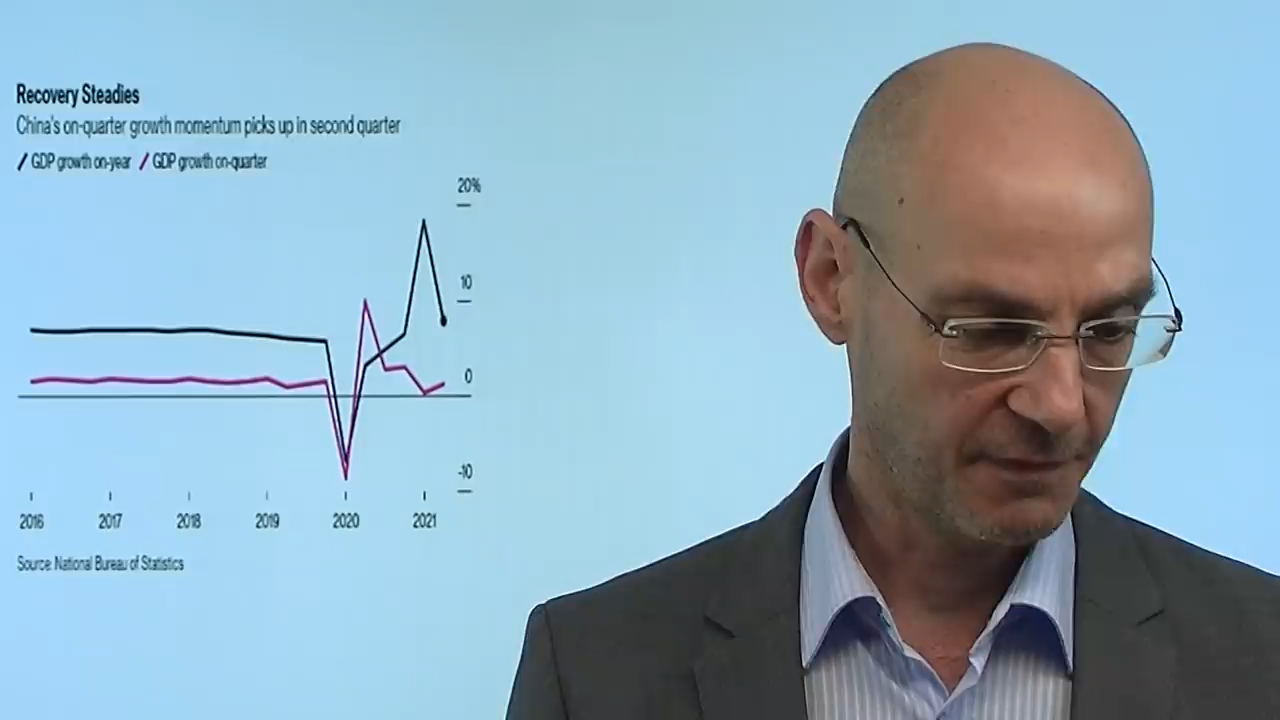 Recovery Steadies
China's on-quarter growth momentum picks up in second quarter
GDP growth on-year GDP growth on-quarter
20%
10
0
-10
2016 2017 2018 2019 2020 2021
Source: National Bureau of Statistics